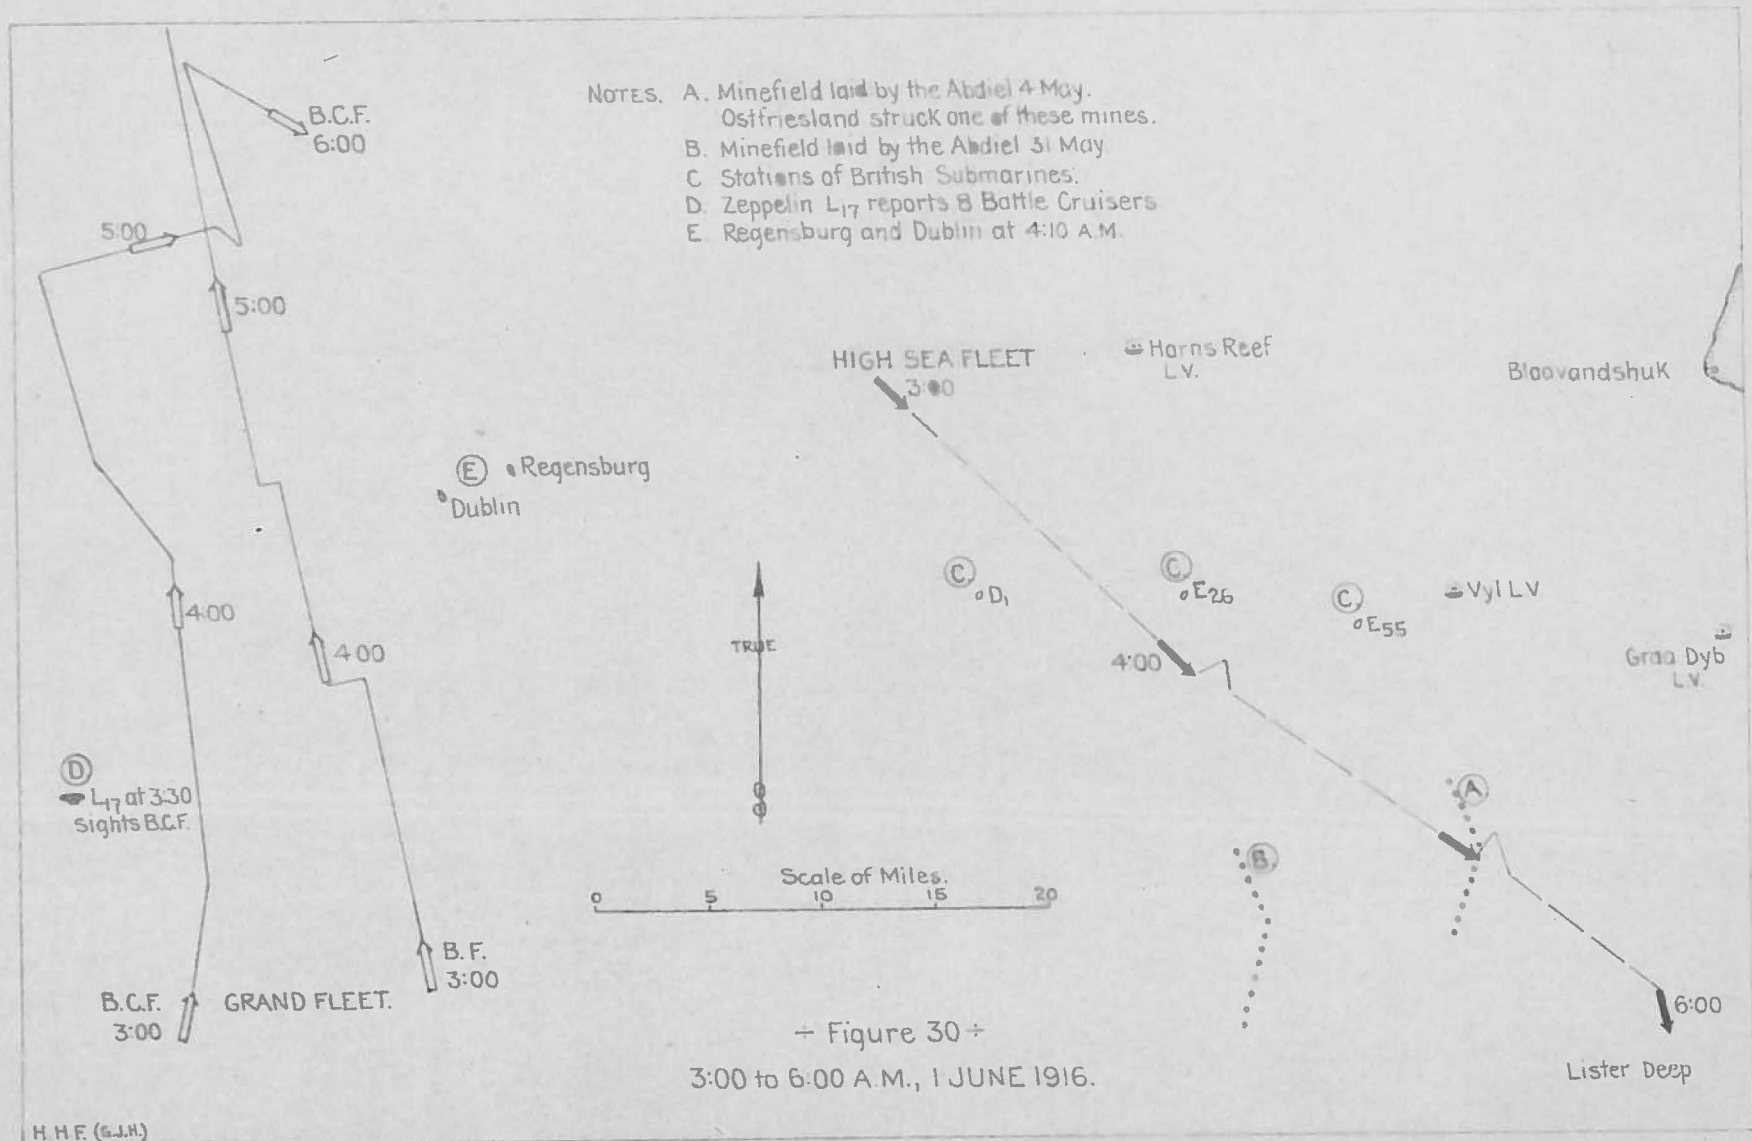 NOTES. A. Minefield laid by the Abdiel 4 May.
Ostfriesland struck one of these mines.
B. Minefield laid by the Abdiel 31 May
C Stations of British Submarines.
D. Zeppelin L17 reports 8 Battle Cruisers
E. Regensburg and Dublin at 4:10 A.M.
B.C.F.
6:00
5:00
5:00
HIGH SEA FLEET
3:00
Horns Reef
L.V.
Blaavandshuk
E
Regensburg
Dublin
4:00
4:00
C
D1
C
E26
C
E55
Vyl LV
Graa Dyb
L.V.
TRUE
4:00
D
L17 at 3:30
Sights B.C.F.
A
B
Scale of Miles.
0 5 10 15 20
B.F.
3:00
B.C.F.
3:00
GRAND FLEET.
6:00
Lister Deep
÷ Figure 30 ÷
3:00 to 6:00 A.M., 1 JUNE 1916.
H.H.F. (G.J.H.)